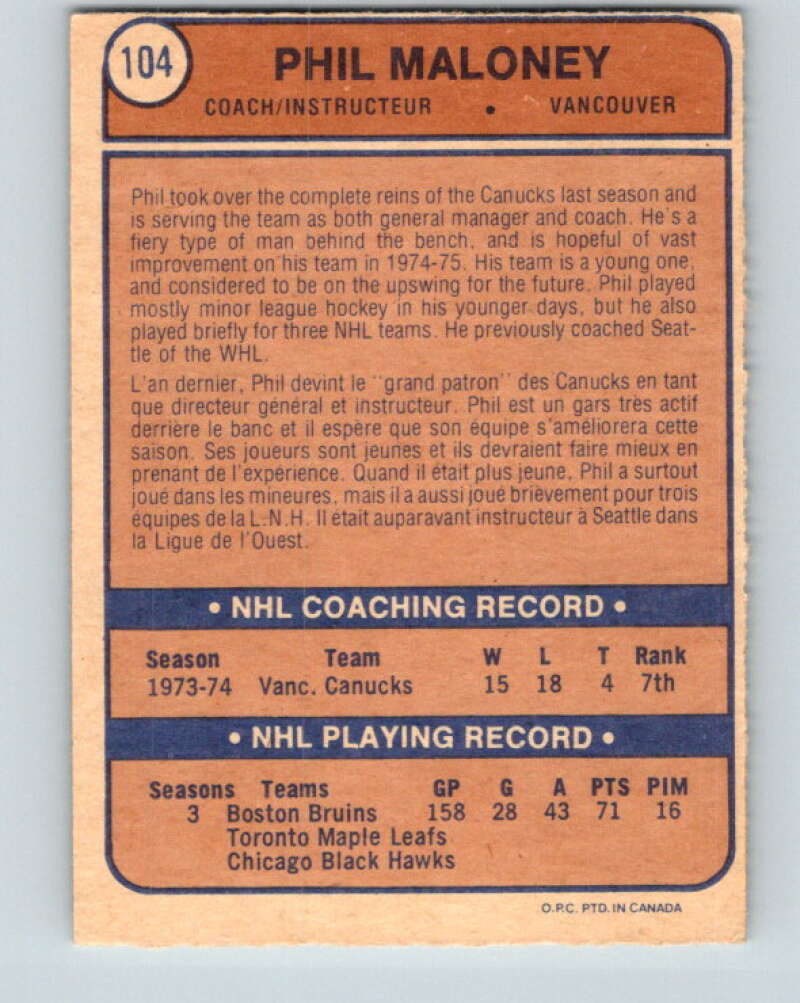 104
PHIL MALONEY
COACH/INSTRUCTEUR • VANCOUVER
Phil took over the complete reins of the Canucks last season and
is serving the team as both general manager and coach. He's a
fiery type of man behind the bench, and is hopeful of vast
improvement on his team in 1974-75. His team is a young one,
and considered to be on the upswing for the future. Phil played
mostly minor league hockey in his younger days, but he also
played briefly for three NHL teams. He previously coached Seat-
tle of the WHL.
L'an dernier, Phil devint le "grand patron" des Canucks en tant
que directeur général et instructeur. Phil est un gars très actif
derrière le banc et il espère que son équipe s'améliorera cette
saison. Ses joueurs sont jeunes et ils devraient faire mieux en
prenant de l'expérience. Quand il était plus jeune, Phil a surtout
joué dans les mineures, mais il a aussi joué brièvement pour trois
équipes de la L.N.H. Il était auparavant instructeur à Seattle dans
la Ligue de l'Ouest.
• NHL COACHING RECORD •
Season Team W L T Rank
1973-74 Vanc. Canucks 15 18 4 7th
• NHL PLAYING RECORD •
Seasons Teams GP G A PTS PIM
3 Boston Bruins 158 28 43 71 16
Toronto Maple Leafs
Chicago Black Hawks
O.P.C. PTD. IN CANADA